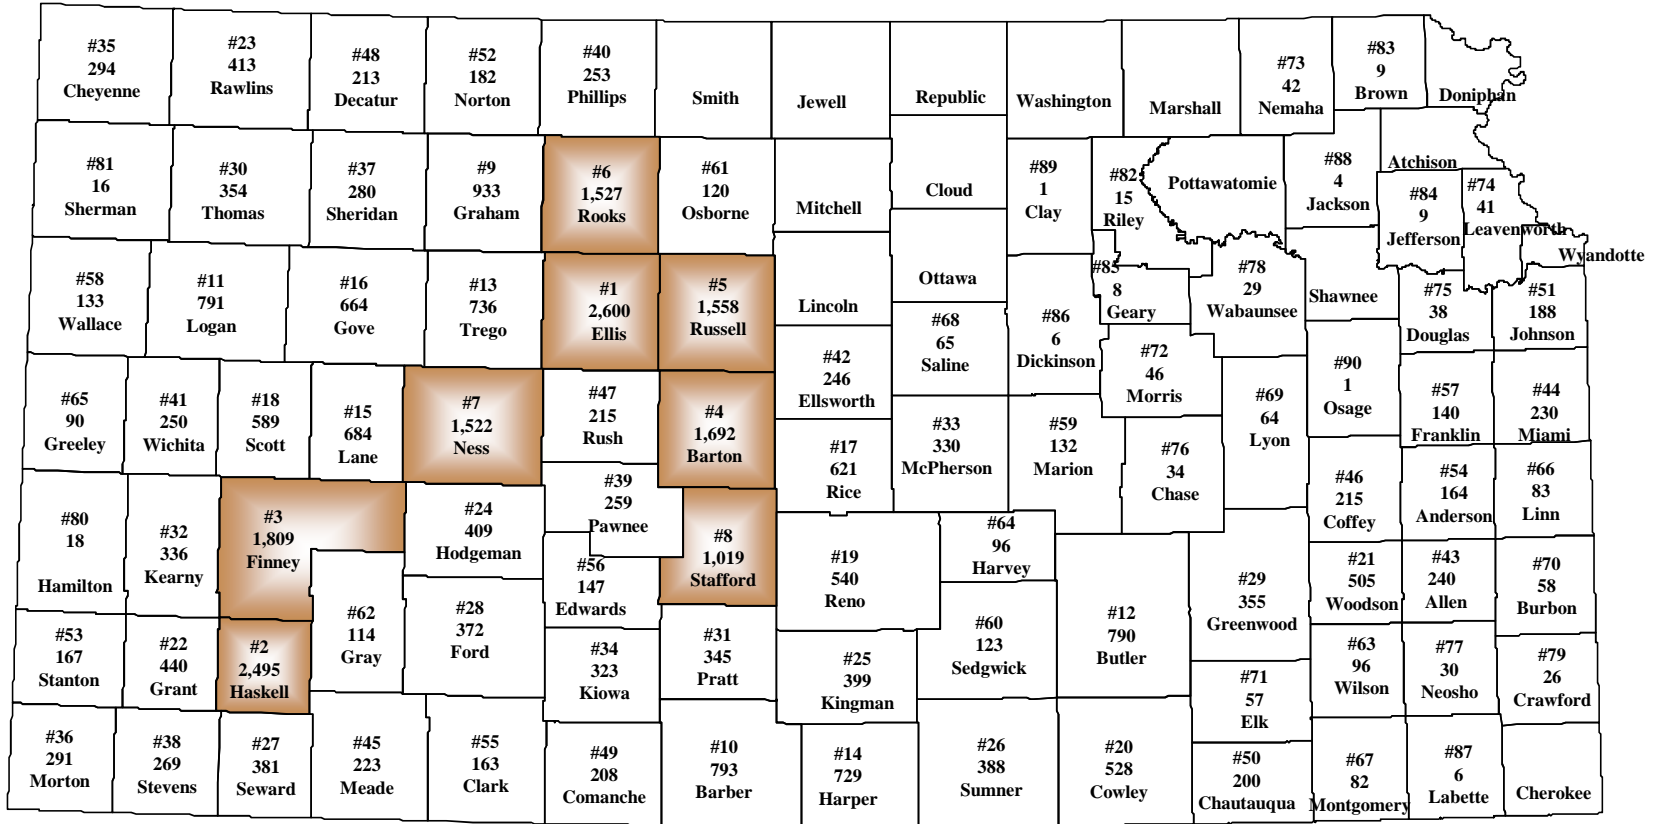 #35
294
Cheyenne
#23
413
Rawlins
#48
213
Decatur
#52
182
Norton
#40
253
Phillips
Smith
Jewell
Republic
Washington
Marshall
#73
42
Nemaha
#83
9
Brown
Doniphan
#81
16
Sherman
#30
354
Thomas
#37
280
Sheridan
#9
933
Graham
#6
1,527
Rooks
#61
120
Osborne
Mitchell
Cloud
#89
1
Clay
#82
15
Riley
Pottawatomie
#88
4
Jackson
Atchison
#84
9
Jefferson
#74
41
Leavenworth
Wyandotte
#58
133
Wallace
#11
791
Logan
#16
664
Gove
#13
736
Trego
#1
2,600
Ellis
#5
1,558
Russell
Lincoln
Ottawa
#68
65
Saline
#86
6
Dickinson
#85
8
Geary
#78
29
Wabaunsee
Shawnee
#75
38
Douglas
#51
188
Johnson
#65
90
Greeley
#41
250
Wichita
#18
589
Scott
#15
684
Lane
#7
1,522
Ness
#47
215
Rush
#4
1,692
Barton
#42
246
Ellsworth
#17
621
Rice
#33
330
McPherson
#59
132
Marion
#72
46
Morris
#76
34
Chase
#69
64
Lyon
#90
1
Osage
#57
140
Franklin
#44
230
Miami
#80
18
Hamilton
#32
336
Kearny
#3
1,809
Finney
#24
409
Hodgeman
#39
259
Pawnee
#56
147
Edwards
#8
1,019
Stafford
#19
540
Reno
#64
96
Harvey
#46
215
Coffey
#54
164
Anderson
#66
83
Linn
#53
167
Stanton
#22
440
Grant
#2
2,495
Haskell
#62
114
Gray
#28
372
Ford
#34
323
Kiowa
#31
345
Pratt
#25
399
Kingman
#60
123
Sedgwick
#12
790
Butler
#29
355
Greenwood
#21
505
Woodson
#43
240
Allen
#70
58
Burbon
#71
57
Elk
#63
96
Wilson
#77
30
Neosho
#79
26
Crawford
#36
291
Morton
#38
269
Stevens
#27
381
Seward
#45
223
Meade
#55
163
Clark
#49
208
Comanche
#10
793
Barber
#14
729
Harper
#26
388
Sumner
#20
528
Cowley
#50
200
Chautauqua
#67
82
Montgomery
#87
6
Labette
Cherokee